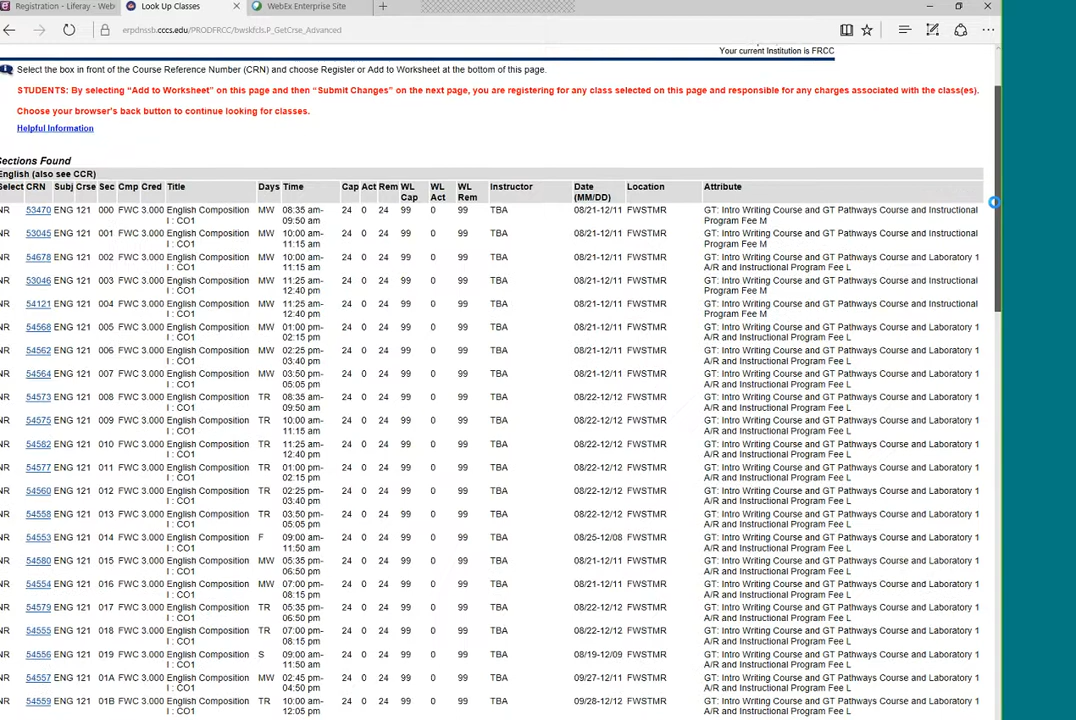 Registration - Liferay - Web
Look Up Classes
WebEx Enterprise Site
erpdnssb.cccs.edu/PRODFRCC/bwskfcls.P_GetCrse_Advanced
Your current Institution is FRCC
Select the box in front of the Course Reference Number (CRN) and choose Register or Add to Worksheet at the bottom of this page.
STUDENTS: By selecting “Add to Worksheet” on this page and then “Submit Changes” on the next page, you are registering for any class selected on this page and responsible for any charges associated with the class(es).
Choose your browser's back button to continue looking for classes.
Helpful Information
Sections Found
English (also see CCR)
Select CRN Subj Crse Sec Cmp Cred Title Days Time Cap Act Rem WL WL WL Instructor Date Location Attribute
Cap Act Rem (MM/DD)
NR 53470 ENG 121 000 FWC 3.000 English Composition MW 08:35 am- 24 0 24 99 0 99 TBA 08/21-12/11 FWSTMR GT: Intro Writing Course and GT Pathways Course and Instructional
I : CO1 09:50 am Program Fee M
NR 53045 ENG 121 001 FWC 3.000 English Composition MW 10:00 am- 24 0 24 99 0 99 TBA 08/21-12/11 FWSTMR GT: Intro Writing Course and GT Pathways Course and Instructional
I : CO1 11:15 am Program Fee M
NR 54678 ENG 121 002 FWC 3.000 English Composition MW 10:00 am- 24 0 24 99 0 99 TBA 08/21-12/11 FWSTMR GT: Intro Writing Course and GT Pathways Course and Laboratory 1
I : CO1 11:15 am A/R and Instructional Program Fee L
NR 53046 ENG 121 003 FWC 3.000 English Composition MW 11:25 am- 24 0 24 99 0 99 TBA 08/21-12/11 FWSTMR GT: Intro Writing Course and GT Pathways Course and Instructional
I : CO1 12:40 pm Program Fee M
NR 54121 ENG 121 004 FWC 3.000 English Composition MW 11:25 am- 24 0 24 99 0 99 TBA 08/21-12/11 FWSTMR GT: Intro Writing Course and GT Pathways Course and Instructional
I : CO1 12:40 pm Program Fee M
NR 54568 ENG 121 005 FWC 3.000 English Composition MW 01:00 pm- 24 0 24 99 0 99 TBA 08/21-12/11 FWSTMR GT: Intro Writing Course and GT Pathways Course and Laboratory 1
I : CO1 02:15 pm A/R and Instructional Program Fee L
NR 54562 ENG 121 006 FWC 3.000 English Composition MW 02:25 pm- 24 0 24 99 0 99 TBA 08/21-12/11 FWSTMR GT: Intro Writing Course and GT Pathways Course and Laboratory 1
I : CO1 03:40 pm A/R and Instructional Program Fee L
NR 54564 ENG 121 007 FWC 3.000 English Composition MW 03:50 pm- 24 0 24 99 0 99 TBA 08/21-12/11 FWSTMR GT: Intro Writing Course and GT Pathways Course and Laboratory 1
I : CO1 05:05 pm A/R and Instructional Program Fee L
NR 54573 ENG 121 008 FWC 3.000 English Composition TR 08:35 am- 24 0 24 99 0 99 TBA 08/22-12/12 FWSTMR GT: Intro Writing Course and GT Pathways Course and Laboratory 1
I : CO1 09:50 am A/R and Instructional Program Fee L
NR 54575 ENG 121 009 FWC 3.000 English Composition TR 10:00 am- 24 0 24 99 0 99 TBA 08/22-12/12 FWSTMR GT: Intro Writing Course and GT Pathways Course and Laboratory 1
I : CO1 11:15 am A/R and Instructional Program Fee L
NR 54582 ENG 121 010 FWC 3.000 English Composition TR 11:25 am- 24 0 24 99 0 99 TBA 08/22-12/12 FWSTMR GT: Intro Writing Course and GT Pathways Course and Laboratory 1
I : CO1 12:40 pm A/R and Instructional Program Fee L
NR 54577 ENG 121 011 FWC 3.000 English Composition TR 01:00 pm- 24 0 24 99 0 99 TBA 08/22-12/12 FWSTMR GT: Intro Writing Course and GT Pathways Course and Laboratory 1
I : CO1 02:15 pm A/R and Instructional Program Fee L
NR 54560 ENG 121 012 FWC 3.000 English Composition TR 02:25 pm- 24 0 24 99 0 99 TBA 08/22-12/12 FWSTMR GT: Intro Writing Course and GT Pathways Course and Laboratory 1
I : CO1 03:40 pm A/R and Instructional Program Fee L
NR 54558 ENG 121 013 FWC 3.000 English Composition TR 03:50 pm- 24 0 24 99 0 99 TBA 08/22-12/12 FWSTMR GT: Intro Writing Course and GT Pathways Course and Laboratory 1
I : CO1 05:05 pm A/R and Instructional Program Fee L
NR 54553 ENG 121 014 FWC 3.000 English Composition F 09:00 am- 24 0 24 99 0 99 TBA 08/25-12/08 FWSTMR GT: Intro Writing Course and GT Pathways Course and Laboratory 1
I : CO1 11:50 am A/R and Instructional Program Fee L
NR 54580 ENG 121 015 FWC 3.000 English Composition MW 05:35 pm- 24 0 24 99 0 99 TBA 08/21-12/11 FWSTMR GT: Intro Writing Course and GT Pathways Course and Laboratory 1
I : CO1 06:50 pm A/R and Instructional Program Fee L
NR 54554 ENG 121 016 FWC 3.000 English Composition MW 07:00 pm- 24 0 24 99 0 99 TBA 08/21-12/11 FWSTMR GT: Intro Writing Course and GT Pathways Course and Laboratory 1
I : CO1 08:15 pm A/R and Instructional Program Fee L
NR 54579 ENG 121 017 FWC 3.000 English Composition TR 05:35 pm- 24 0 24 99 0 99 TBA 08/22-12/12 FWSTMR GT: Intro Writing Course and GT Pathways Course and Laboratory 1
I : CO1 06:50 pm A/R and Instructional Program Fee L
NR 54555 ENG 121 018 FWC 3.000 English Composition TR 07:00 pm- 24 0 24 99 0 99 TBA 08/22-12/12 FWSTMR GT: Intro Writing Course and GT Pathways Course and Laboratory 1
I : CO1 08:15 pm A/R and Instructional Program Fee L
NR 54556 ENG 121 019 FWC 3.000 English Composition S 09:00 am- 24 0 24 99 0 99 TBA 08/19-12/09 FWSTMR GT: Intro Writing Course and GT Pathways Course and Laboratory 1
I : CO1 11:50 am A/R and Instructional Program Fee L
NR 54557 ENG 121 01A FWC 3.000 English Composition MW 02:45 pm- 24 0 24 99 0 99 TBA 09/27-12/11 FWSTMR GT: Intro Writing Course and GT Pathways Course and Laboratory 1
I : CO1 04:50 pm A/R and Instructional Program Fee L
NR 54559 ENG 121 01B FWC 3.000 English Composition TR 10:00 am- 24 0 24 99 0 99 TBA 09/28-12/12 FWSTMR GT: Intro Writing Course and GT Pathways Course and Laboratory 1
I : CO1 12:05 pm A/R and Instructional Program Fee L